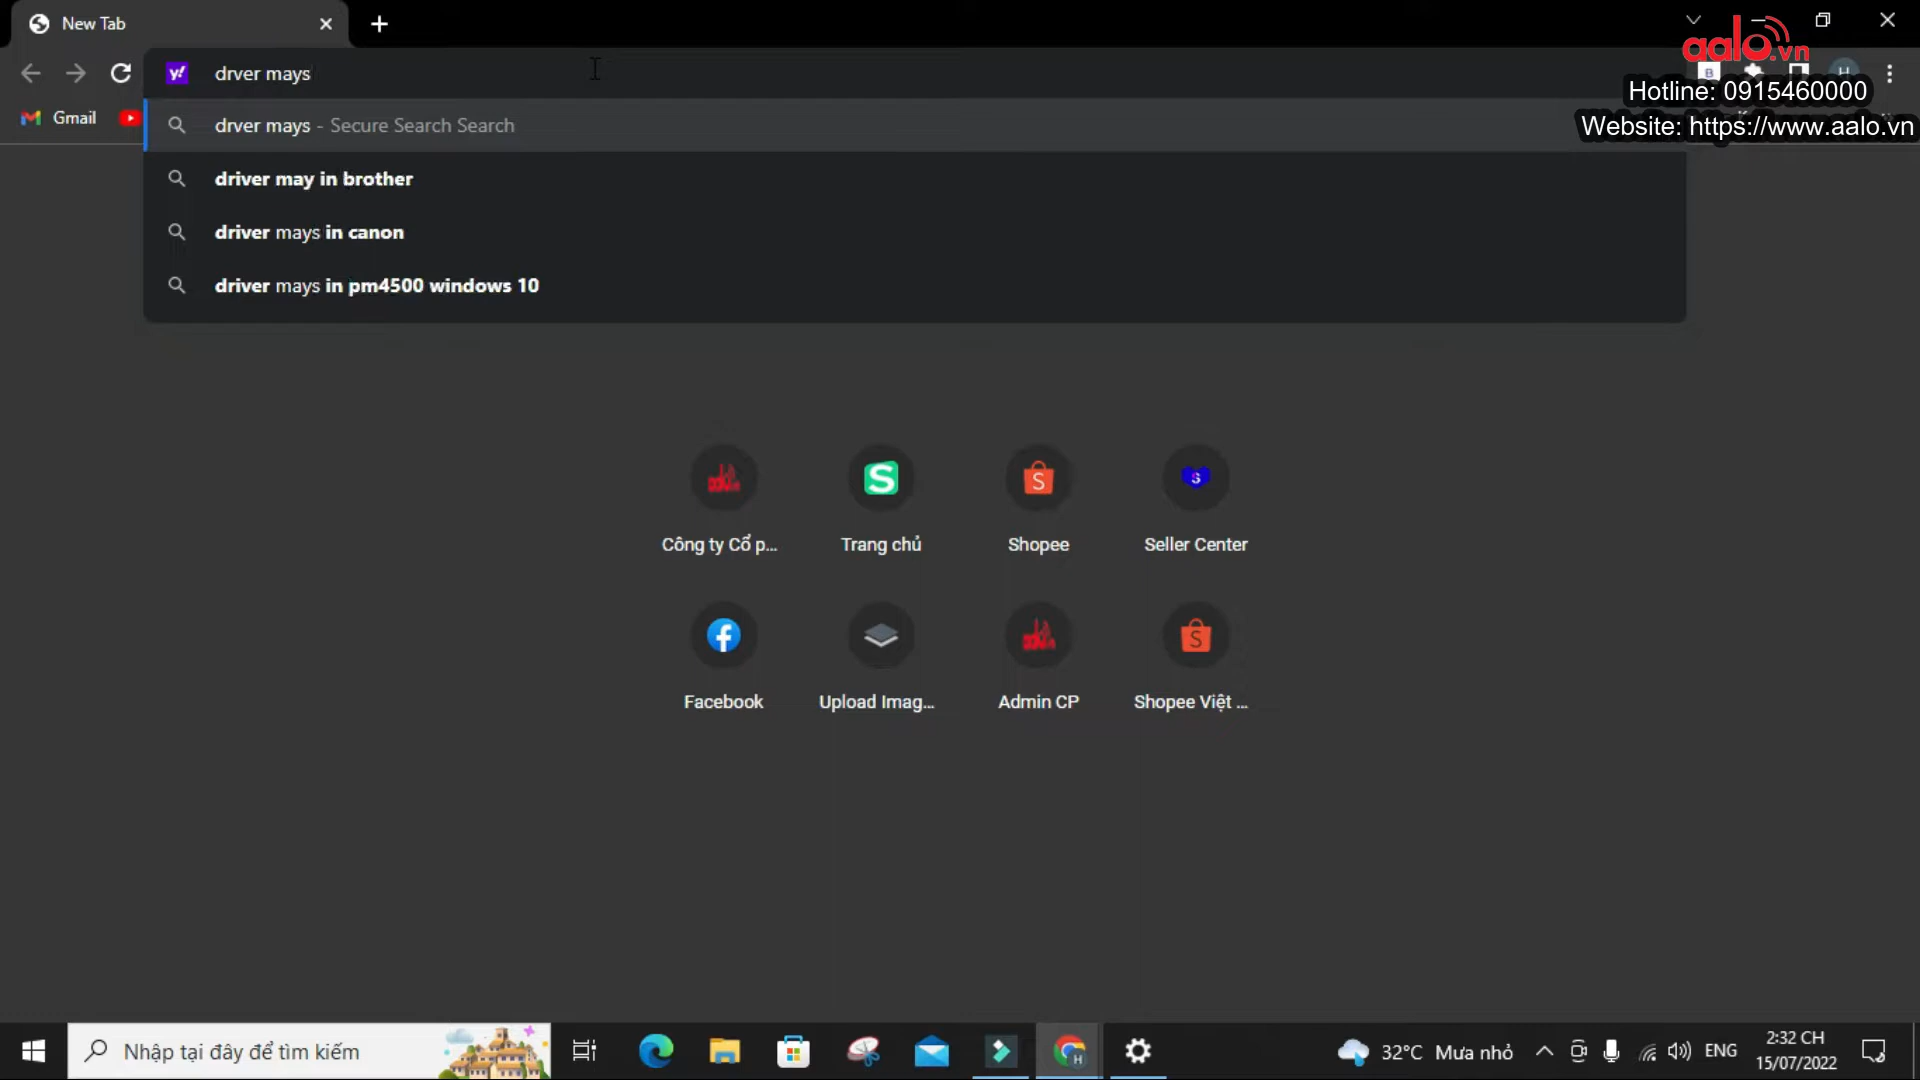 New Tab
aalo.vn
drver mays
Hotline: 0915460000
Gmail
drver mays - Secure Search Search
Website: https://www.aalo.vn
driver may in brother
driver mays in canon
driver mays in pm4500 windows 10
Công ty Cổ p...
Trang chủ
Shopee
Seller Center
Facebook
Upload Imag...
Admin CP
Shopee Việt ...
Nhập tại đây để tìm kiếm
32°C Mưa nhỏ
ENG
2:32 CH
15/07/2022